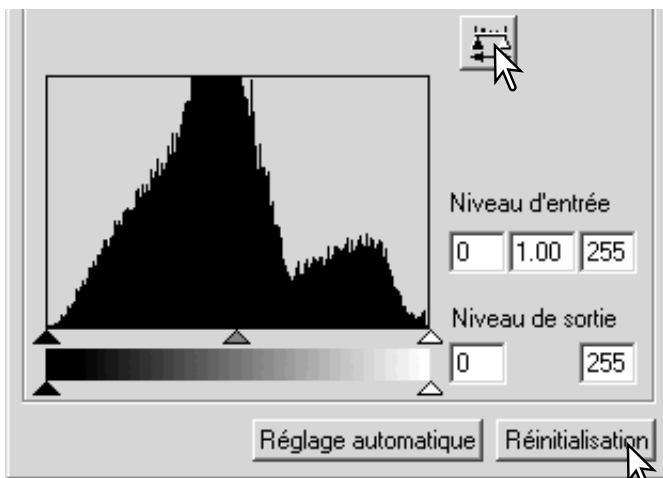 Niveau d'entrée
0 1.00 255
Niveau de sortie
0 255
Réglage automatique Réinitialisation